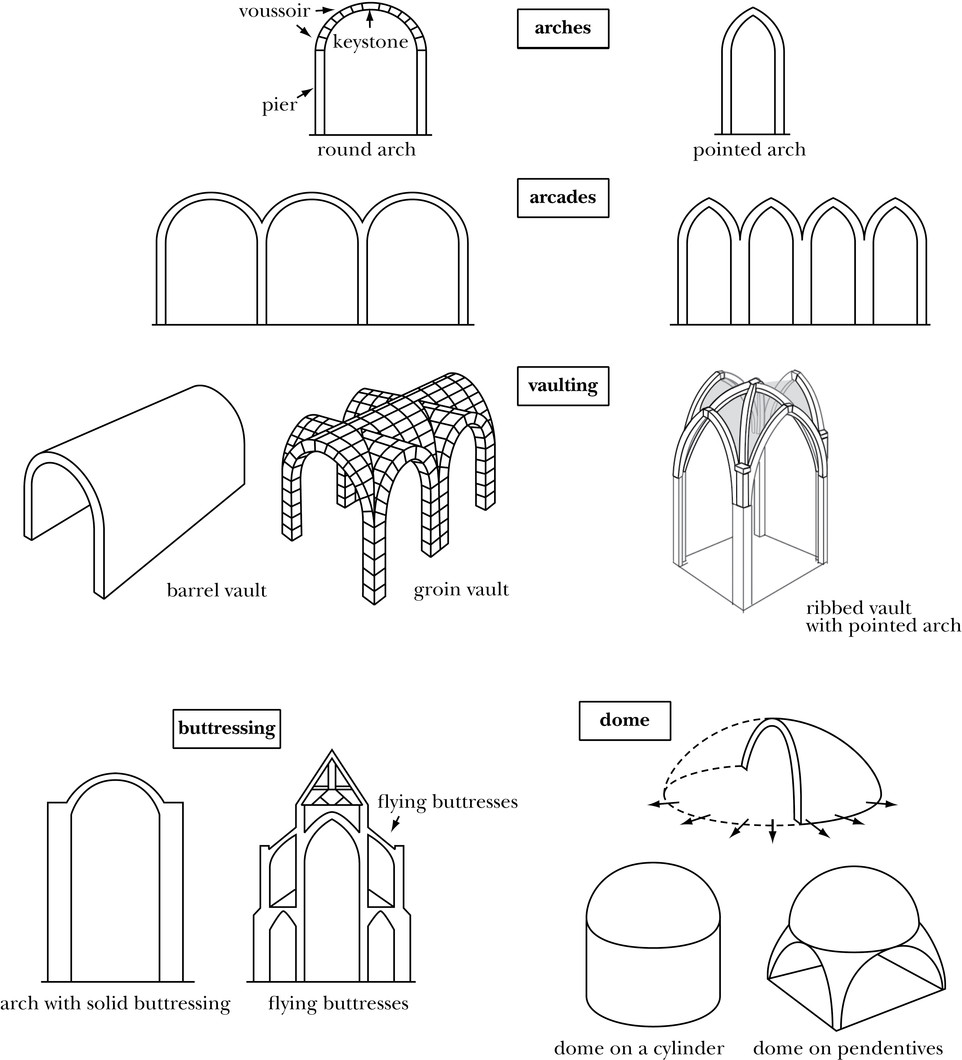 voussoir
keystone
arches
pier
round arch
pointed arch
arcades
vaulting
barrel vault
groin vault
ribbed vault
with pointed arch
buttressing
dome
flying buttresses
arch with solid buttressing
flying buttresses
dome on a cylinder
dome on pendentives